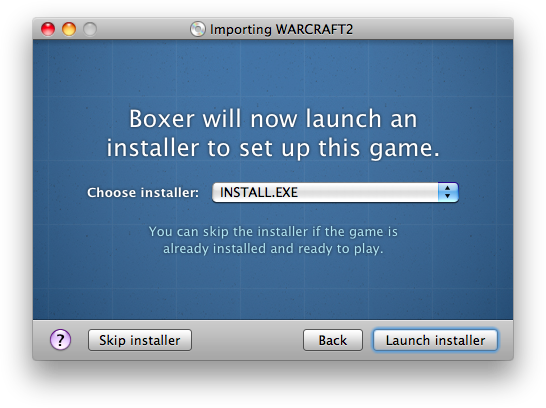 Importing WARCRAFT2
Boxer will now launch an
installer to set up this game.
Choose installer: INSTALL.EXE
You can skip the installer if the game is
already installed and ready to play.
? Skip installer Back Launch installer